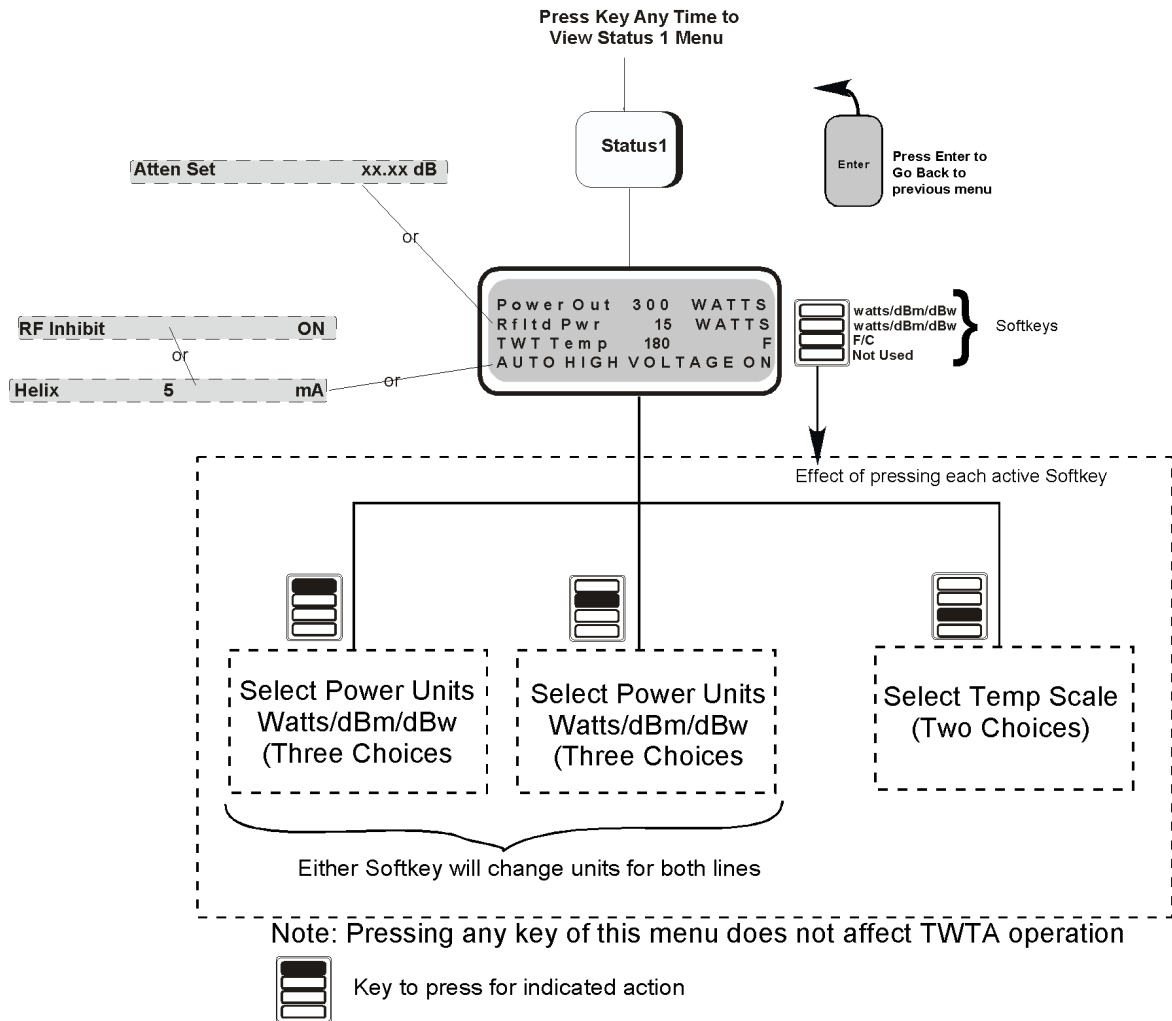 Press Key Any Time to
View Status 1 Menu
Status1
Enter
Press Enter to
Go Back to
previous menu
Atten Set xx.xx dB
or
RF Inhibit ON
or
Helix 5 mA
or
Power Out 300 WATTS
Rfltd Pwr 15 WATTS
TWT Temp 180 F
AUTO HIGH VOLTAGE ON
watts/dBm/dBw
watts/dBm/dBw
F/C
Not Used
Softkeys
Effect of pressing each active Softkey
Select Power Units
Watts/dBm/dBw
(Three Choices
Select Power Units
Watts/dBm/dBw
(Three Choices
Select Temp Scale
(Two Choices)
Either Softkey will change units for both lines
Note: Pressing any key of this menu does not affect TWTA operation
Key to press for indicated action